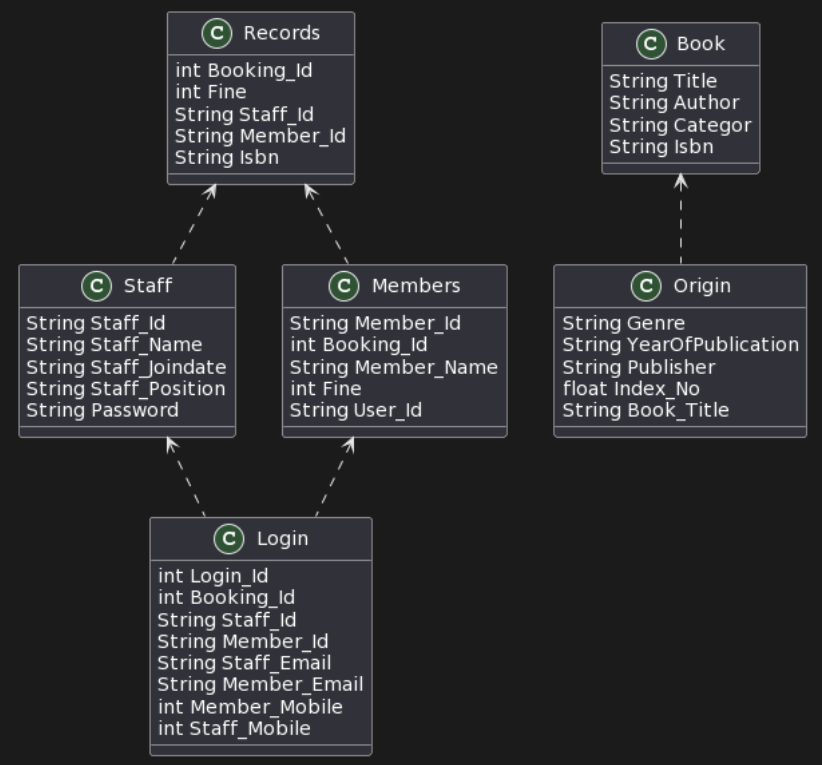 C Records
int Booking_Id
int Fine
String Staff_Id
String Member_Id
String Isbn
C Book
String Title
String Author
String Categor
String Isbn
C Staff
String Staff_Id
String Staff_Name
String Staff_Joindate
String Staff_Position
String Password
C Members
String Member_Id
int Booking_Id
String Member_Name
int Fine
String User_Id
C Origin
String Genre
String YearOfPublication
String Publisher
float Index_No
String Book_Title
C Login
int Login_Id
int Booking_Id
String Staff_Id
String Member_Id
String Staff_Email
String Member_Email
int Member_Mobile
int Staff_Mobile